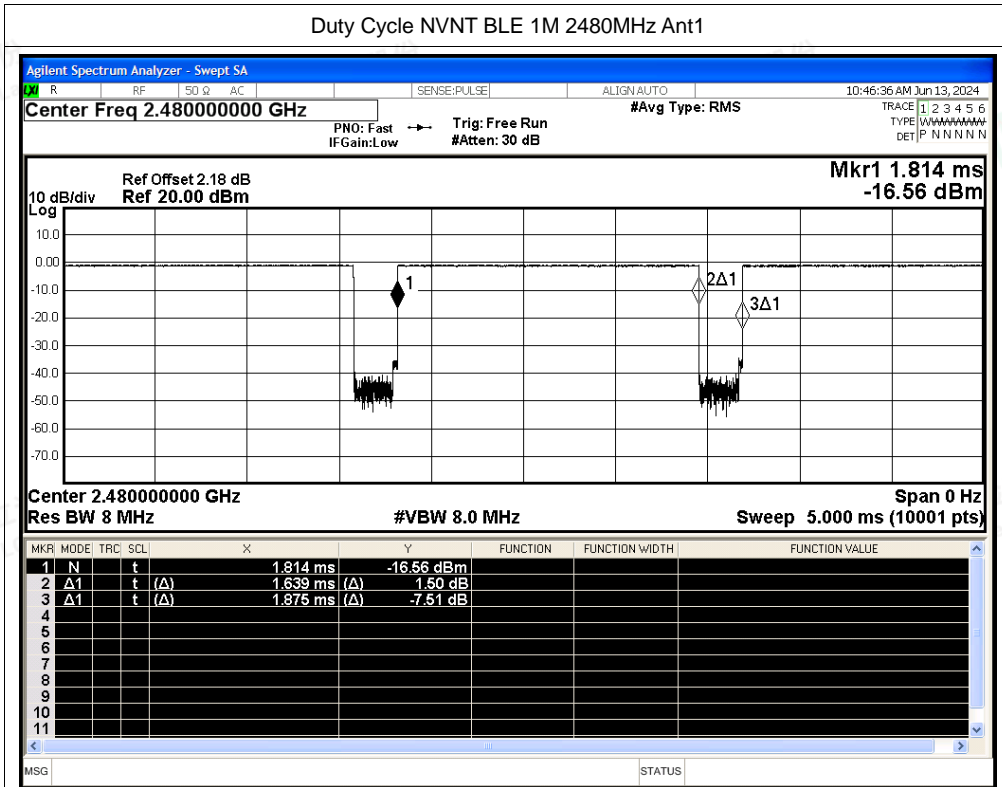 Duty Cycle NVNT BLE 1M 2480MHz Ant1
Agilent Spectrum Analyzer - Swept SA
LXI R RF 50 Ω AC SENSE:PULSE ALIGN AUTO 10:46:36 AM Jun 13, 2024
Center Freq 2.480000000 GHz #Avg Type: RMS TRACE 1 2 3 4 5 6
PNO: Fast Trig: Free Run TYPE WWWWWW
IFGain:Low #Atten: 30 dB DET P N N N N N
Mkr1 1.814 ms
Ref Offset 2.18 dB
10 dB/div Ref 20.00 dBm -16.56 dBm
Log
10.0
0.00
1 2Δ1
-10.0
3Δ1
-20.0
-30.0
-40.0
-50.0
-60.0
-70.0
Center 2.480000000 GHz Span 0 Hz
Res BW 8 MHz #VBW 8.0 MHz Sweep 5.000 ms (10001 pts)
MKR MODE TRC SCL X Y FUNCTION FUNCTION WIDTH FUNCTION VALUE
1 N t 1.814 ms -16.56 dBm
2 Δ1 t (Δ) 1.639 ms (Δ) 1.50 dB
3 Δ1 t (Δ) 1.875 ms (Δ) -7.51 dB
4
5
6
7
8
9
10
11
MSG STATUS